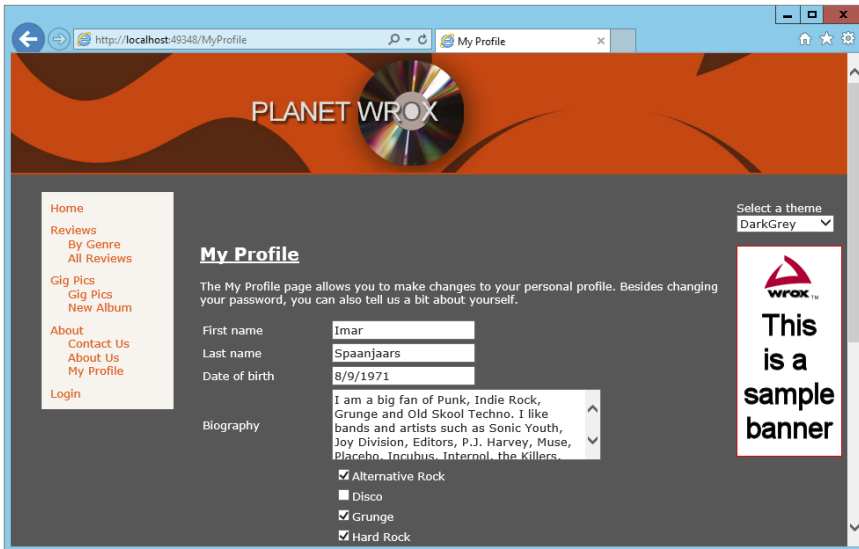 http://localhost:49348/MyProfile
My Profile
PLANET WROX
Home
Reviews
By Genre
All Reviews
Gig Pics
Gig Pics
New Album
About
Contact Us
About Us
My Profile
Login
My Profile
The My Profile page allows you to make changes to your personal profile. Besides changing
your password, you can also tell us a bit about yourself.
First name
Imar
Last name
Spaanjaars
Date of birth
8/9/1971
Biography
I am a big fan of Punk, Indie Rock,
Grunge and Old Skool Techno. I like
bands and artists such as Sonic Youth,
Joy Division, Editors, P.J. Harvey, Muse,
Placebo, Incubus, Interpol, the Killers,
Alternative Rock
Disco
Grunge
Hard Rock
Select a theme
DarkGrey
wrox TM
This
is a
sample
banner